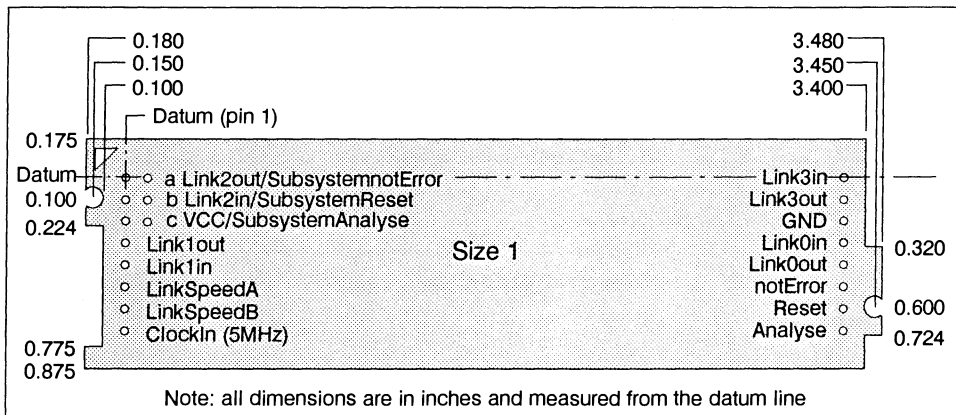 0.180
0.150
0.100
3.480
3.450
3.400
Datum (pin 1)
0.175
Datum
0.100
0.224
a Link2out/SubsystemnotError
b Link2in/SubsystemReset
c VCC/SubsystemAnalyse
Link1out
Link1in
LinkSpeedA
LinkSpeedB
ClockIn (5MHz)
Size 1
Link3in
Link3out
GND
Link0in
Link0out
notError
Reset
Analyse
0.320
0.600
0.724
0.775
0.875
Note: all dimensions are in inches and measured from the datum line